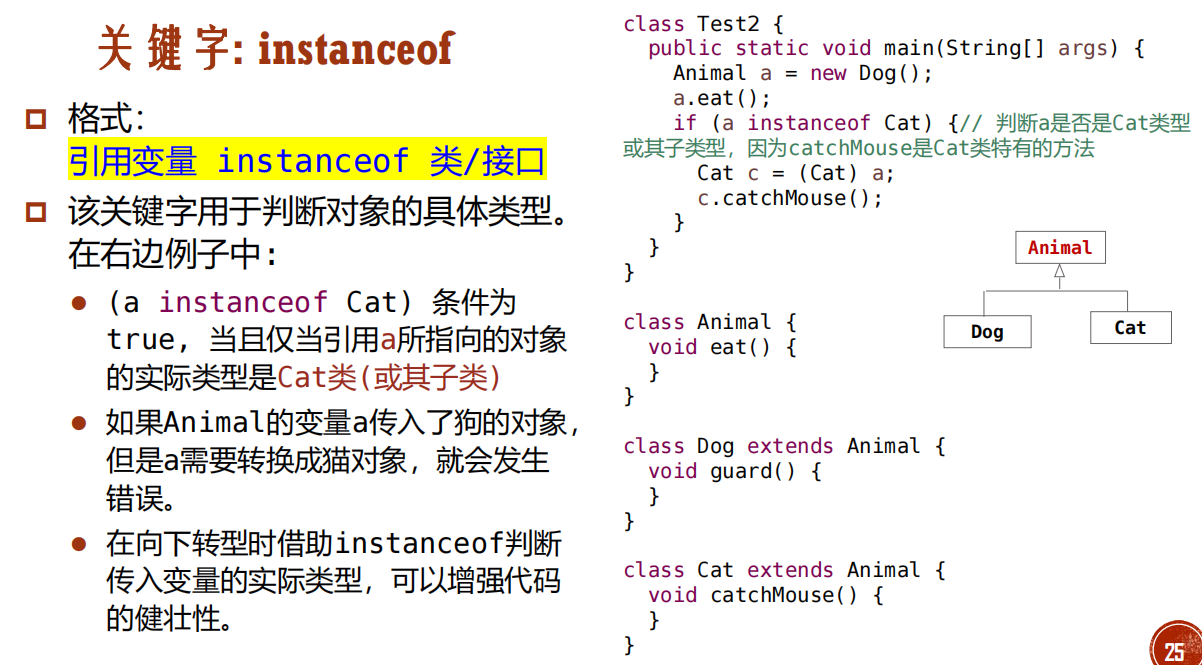 关键字: instanceof
格式：
引用变量 instanceof 类/接口
该关键字用于判断对象的具体类型。
在右边例子中:
(a instanceof Cat) 条件为
true, 当且仅当引用a所指向的对象
的实际类型是Cat类(或其子类)
如果Animal的变量a传入了狗的对象，
但是a需要转换成猫对象，就会发生
错误。
在向下转型时借助instanceof判断
传入变量的实际类型，可以增强代码
的健壮性。
class Test2 {
public static void main(String[] args) {
Animal a = new Dog();
a.eat();
if (a instanceof Cat) {// 判断a是否是Cat类型
或其子类型，因为catchMouse是Cat类特有的方法
Cat c = (Cat) a;
c.catchMouse();
}
}
}
class Animal {
void eat() {
}
}
class Dog extends Animal {
void guard() {
}
}
class Cat extends Animal {
void catchMouse() {
}
}
Animal
Dog
Cat
25